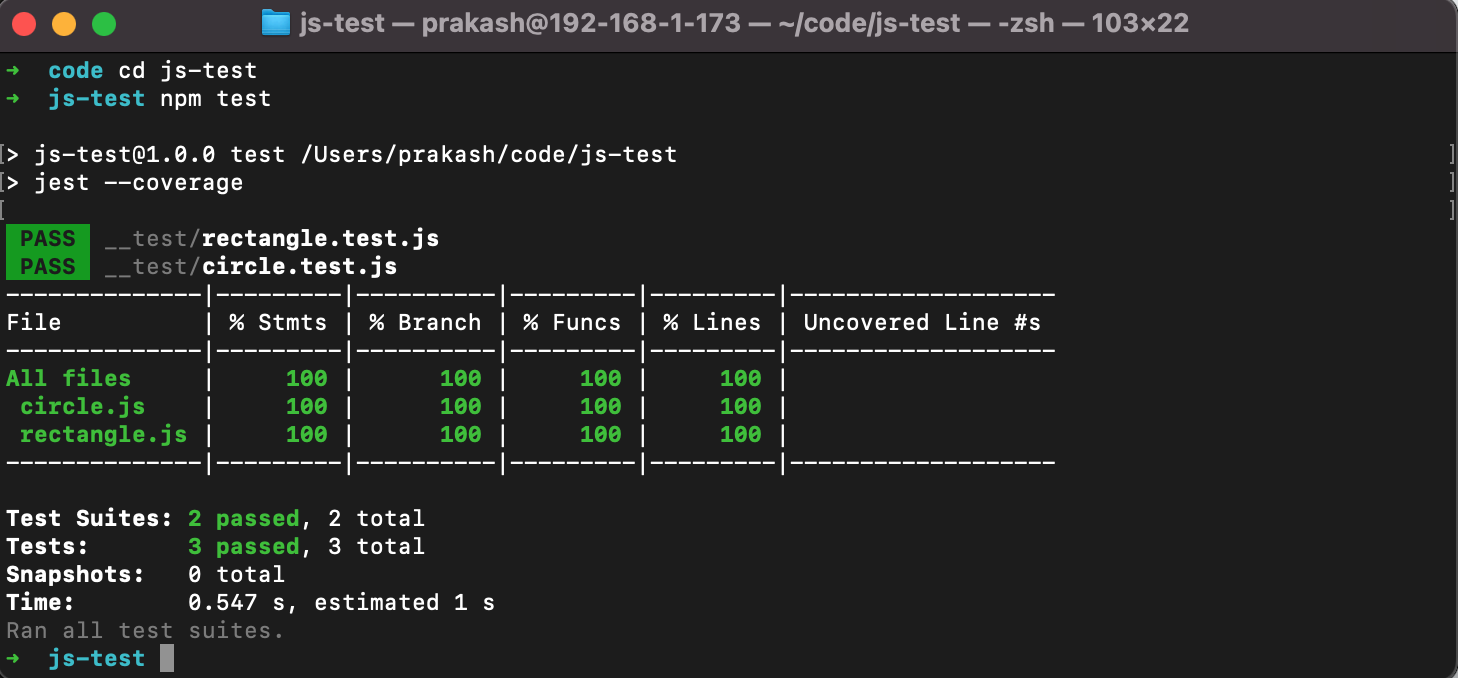 js-test — prakash@192-168-1-173 — ~/code/js-test — -zsh — 103×22
➜  code cd js-test
➜  js-test npm test
[> js-test@1.0.0 test /Users/prakash/code/js-test ]
[> jest --coverage ]
[ ]
PASS  __test/rectangle.test.js
PASS  __test/circle.test.js
--------------|---------|----------|---------|---------|-------------------
File          | % Stmts | % Branch | % Funcs | % Lines | Uncovered Line #s
--------------|---------|----------|---------|---------|-------------------
All files     |     100 |      100 |     100 |     100 |
 circle.js    |     100 |      100 |     100 |     100 |
 rectangle.js |     100 |      100 |     100 |     100 |
--------------|---------|----------|---------|---------|-------------------
Test Suites: 2 passed, 2 total
Tests:       3 passed, 3 total
Snapshots:   0 total
Time:        0.547 s, estimated 1 s
Ran all test suites.
➜  js-test